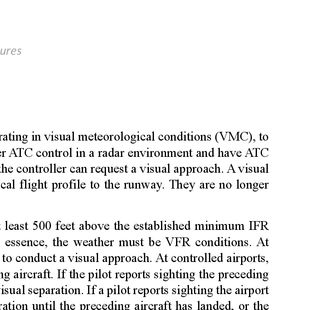 ures
rating in visual meteorological conditions (VMC), to
er ATC control in a radar environment and have ATC
the controller can request a visual approach. A visual
cal flight profile to the runway. They are no longer
least 500 feet above the established minimum IFR
essence, the weather must be VFR conditions. At
to conduct a visual approach. At controlled airports,
ng aircraft. If the pilot reports sighting the preceding
isual separation. If a pilot reports sighting the airport
ration until the preceding aircraft has landed, or the